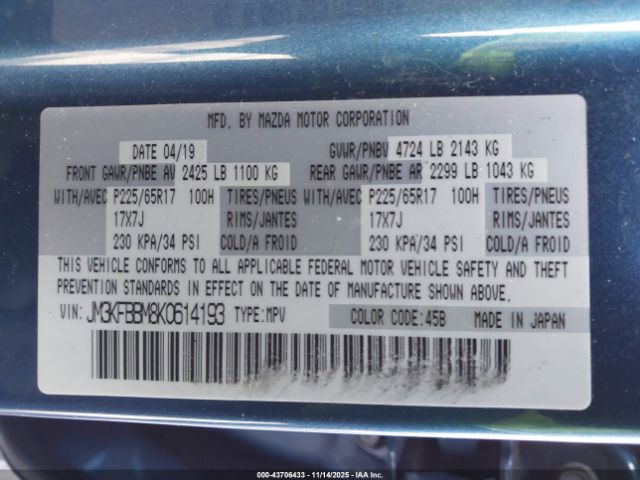 MFD. BY MAZDA MOTOR CORPORATION
DATE 04/19 GVWR/PNBV 4724 LB 2143 KG
FRONT GAWR/PNBE AV 2425 LB 1100 KG REAR GAWR/PNBE AR 2299 LB 1043 KG
WITH/AVEC P225/65R17 100H TIRES/PNEUS WITH/AVEC P225/65R17 100H TIRES/PNEUS
17X7J RIMS/JANTES 17X7J RIMS/JANTES
230 KPA/34 PSI COLD/A FROID 230 KPA/34 PSI COLD/A FROID
THIS VEHICLE CONFORMS TO ALL APPLICABLE FEDERAL MOTOR VEHICLE SAFETY AND THEFT
PREVENTION STANDARDS IN EFFECT ON THE DATE OF MANUFACTURE SHOWN ABOVE.
VIN: JM3KFBBM8K0614193 TYPE:MPV COLOR CODE:45B MADE IN JAPAN
000-43706433 - 11/14/2025 - IAA Inc.